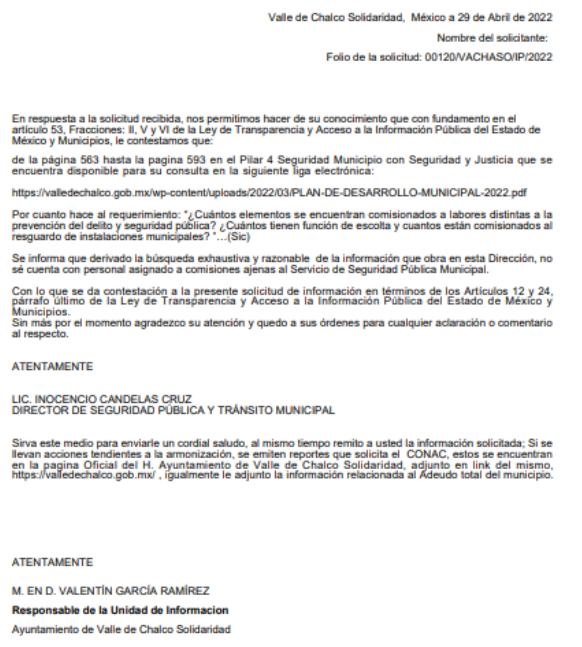 Valle de Chalco Solidaridad, México a 29 de Abril de 2022
Nombre del solicitante:
Folio de la solicitud: 00120/VACHASO/IP/2022
En respuesta a la solicitud recibida, nos permitimos hacer de su conocimiento que con fundamento en el
artículo 53, Fracciones: II, V y VI de la Ley de Transparencia y Acceso a la Información Pública del Estado de
México y Municipios, le contestamos que:
de la página 563 hasta la pagina 593 en el Pilar 4 Seguridad Municipio con Seguridad y Justicia que se
encuentra disponible para su consulta en la siguiente liga electrónica:
https://valledechalco.gob.mx/wp-content/uploads/2022/03/PLAN-DE-DESARROLLO-MUNICIPAL-2022.pdf
Por cuanto hace al requerimiento: "¿Cuántos elementos se encuentran comisionados a labores distintas a la
prevención del delito y seguridad pública? ¿Cuántos tienen función de escolta y cuantos están comisionados al
resguardo de instalaciones municipales? "…(Sic)
Se informa que derivado la búsqueda exhaustiva y razonable de la información que obra en esta Dirección, no
sé cuenta con personal asignado a comisiones ajenas al Servicio de Seguridad Pública Municipal.
Con lo que se da contestación a la presente solicitud de información en términos de los Artículos 12 y 24,
párrafo último de la Ley de Transparencia y Acceso a la Información Pública del Estado de México y
Municipios.
Sin más por el momento agradezco su atención y quedo a sus órdenes para cualquier aclaración o comentario
al respecto.
ATENTAMENTE
LIC. INOCENCIO CANDELAS CRUZ
DIRECTOR DE SEGURIDAD PÚBLICA Y TRÁNSITO MUNICIPAL
Sirva este medio para enviarle un cordial saludo, al mismo tiempo remito a usted la información solicitada; Si se
llevan acciones tendientes a la armonización, se emiten reportes que solicita el CONAC, estos se encuentran
en la pagina Oficial del H. Ayuntamiento de Valle de Chalco Solidaridad, adjunto en link del mismo,
https://valledechalco.gob.mx/ , igualmente le adjunto la información relacionada al Adeudo total del municipio.
ATENTAMENTE
M. EN D. VALENTÍN GARCÍA RAMÍREZ
Responsable de la Unidad de Informacion
Ayuntamiento de Valle de Chalco Solidaridad